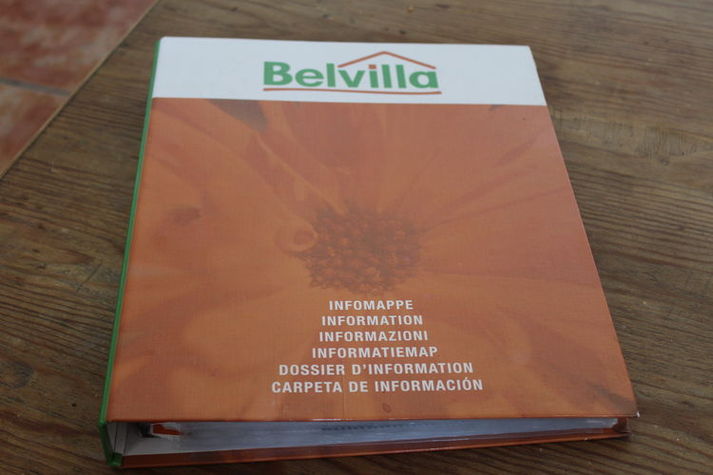 Belvilla
INFOMAPPE
INFORMATION
INFORMAZIONI
INFORMATIEMAP
DOSSIER D'INFORMATION
CARPETA DE INFORMACIÓN